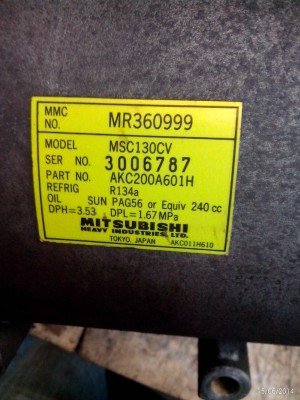 MMC
NO. MR360999
MODEL MSC130CV
SER NO. 3006787
PART NO. AKC200A601H
REFRIG R134a
OIL SUN PAG56 or Equiv 240 cc
DPH=3.53 DPL=1.67MPa
MITSUBISHI
HEAVY INDUSTRIES, LTD.
TOKYO. JAPAN AKC011H610